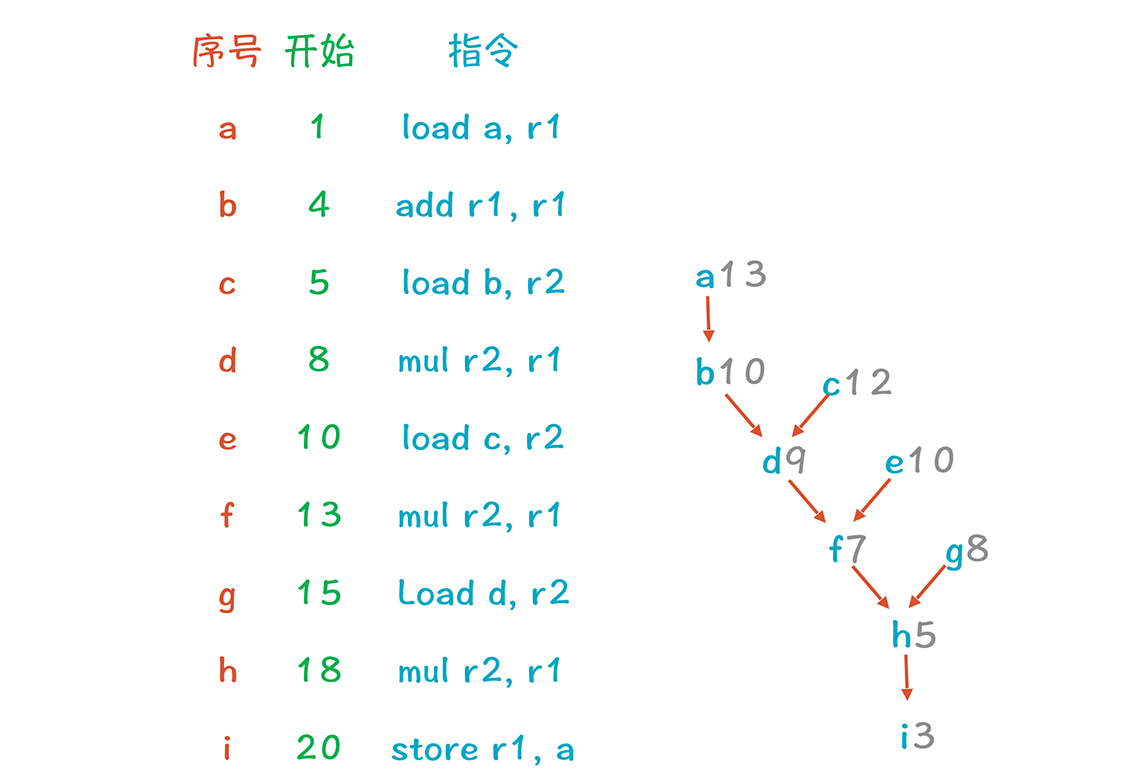 序号 开始 指令
a 1 load a, r1
b 4 add r1, r1
c 5 load b, r2
d 8 mul r2, r1
e 10 load c, r2
f 13 mul r2, r1
g 15 Load d, r2
h 18 mul r2, r1
i 20 store r1, a
a13
b10 c12
d9 e10
f7 g8
h5
i3